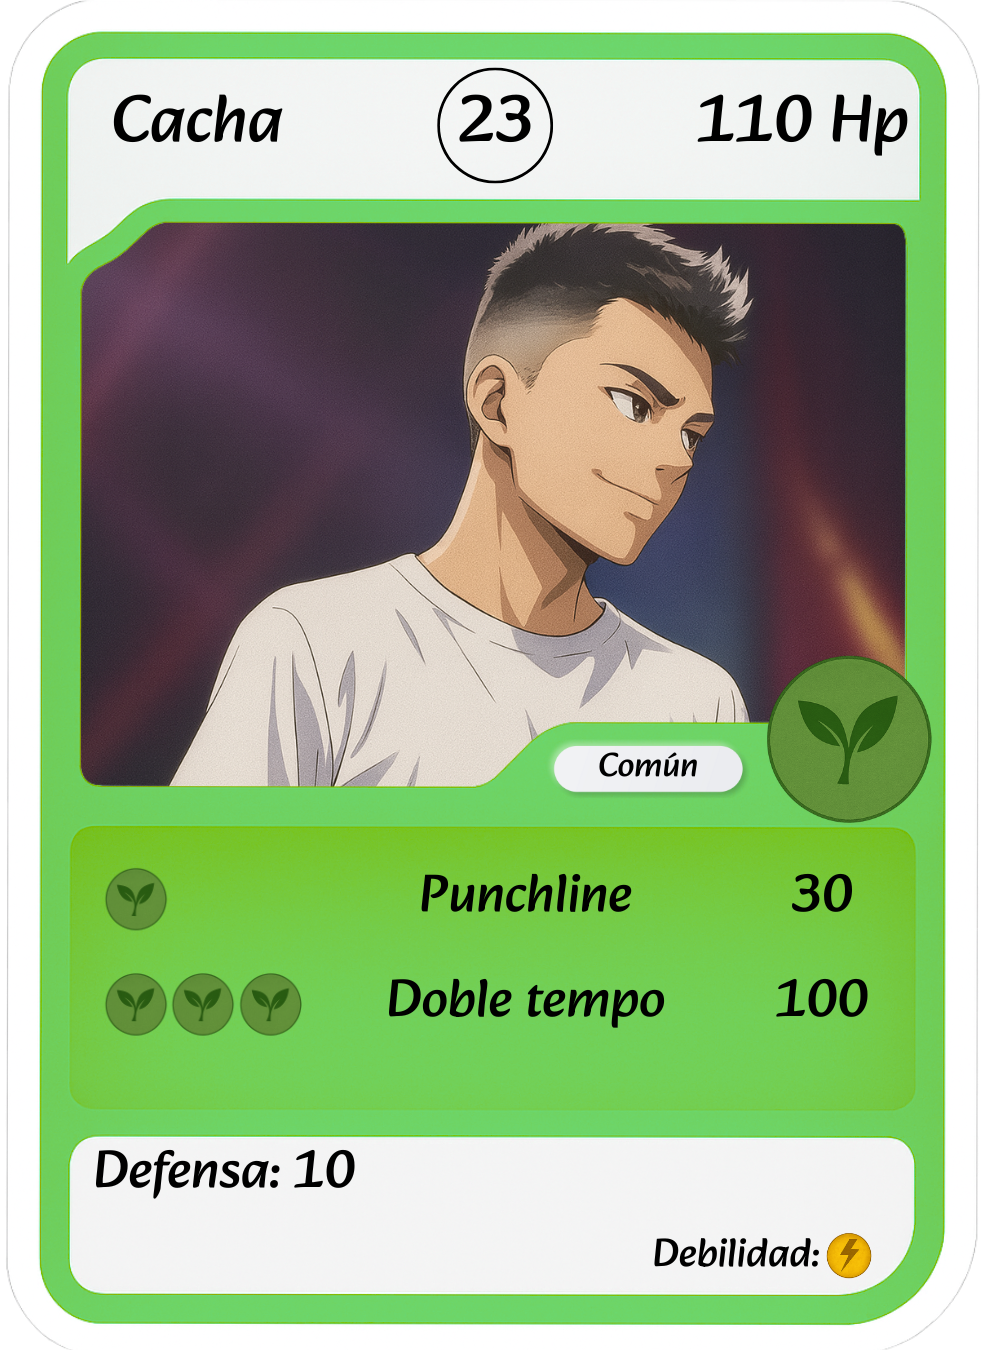 Cacha 23 110 Hp
Común
Punchline 30
Doble tempo 100
Defensa: 10
Debilidad: